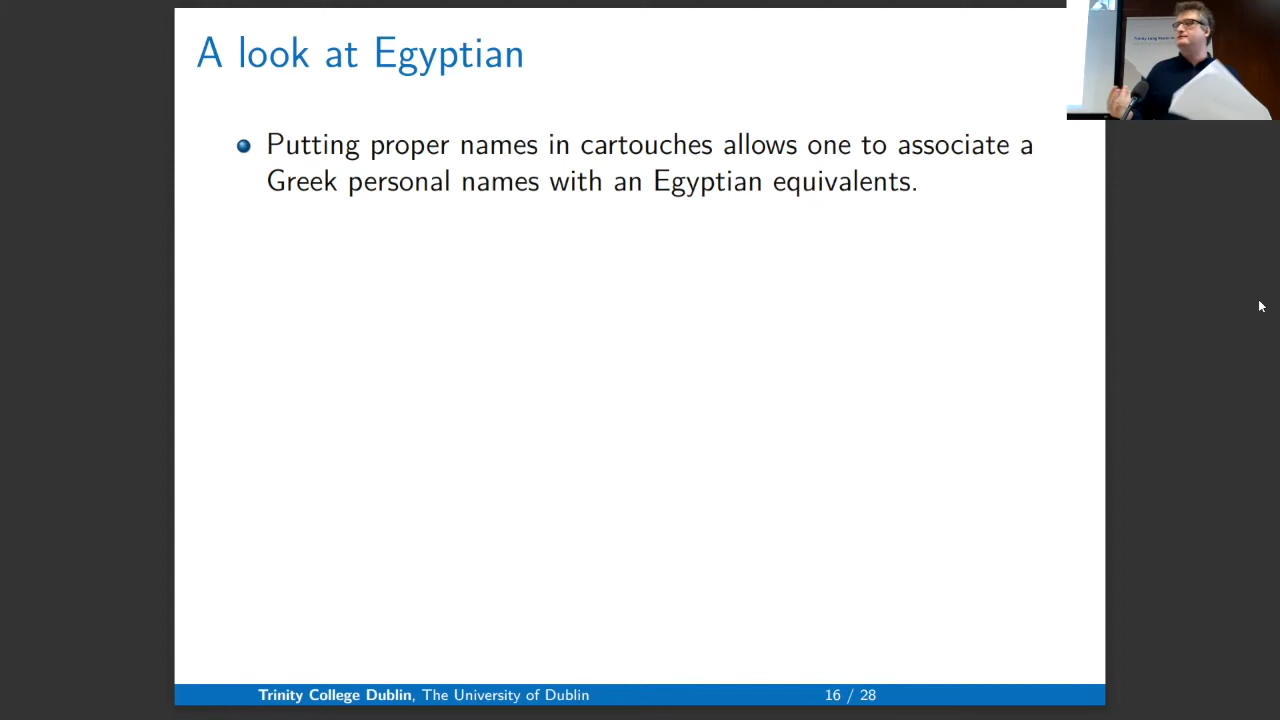 A look at Egyptian
Putting proper names in cartouches allows one to associate a
Greek personal names with an Egyptian equivalents.
Trinity College Dublin, The University of Dublin
16 / 28